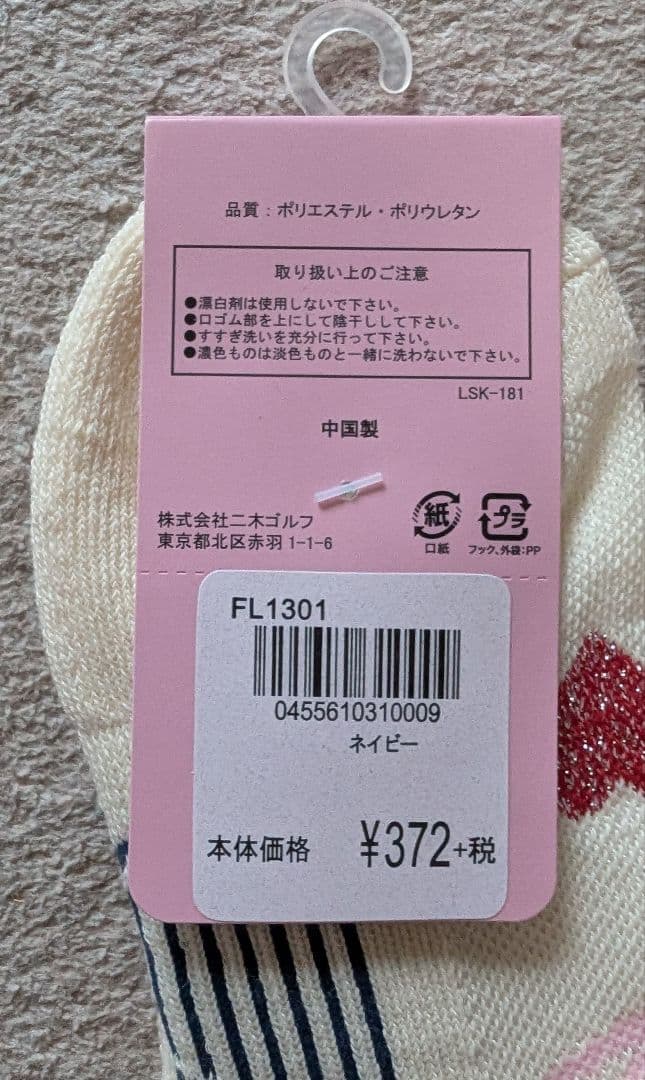 品質：ポリエステル・ポリウレタン
取り扱い上のご注意
●漂白剤は使用しないで下さい。
●口ゴム部を上にして陰干しして下さい。
●すすぎ洗いを充分に行って下さい。
●濃色ものは淡色ものと一緒に洗わないで下さい。
LSK-181
中国製
株式会社二木ゴルフ
東京都北区赤羽 1-1-6
紙
口紙
プラ
フック、外袋：PP
FL1301
0455610310009
ネイビー
本体価格 ¥372+税